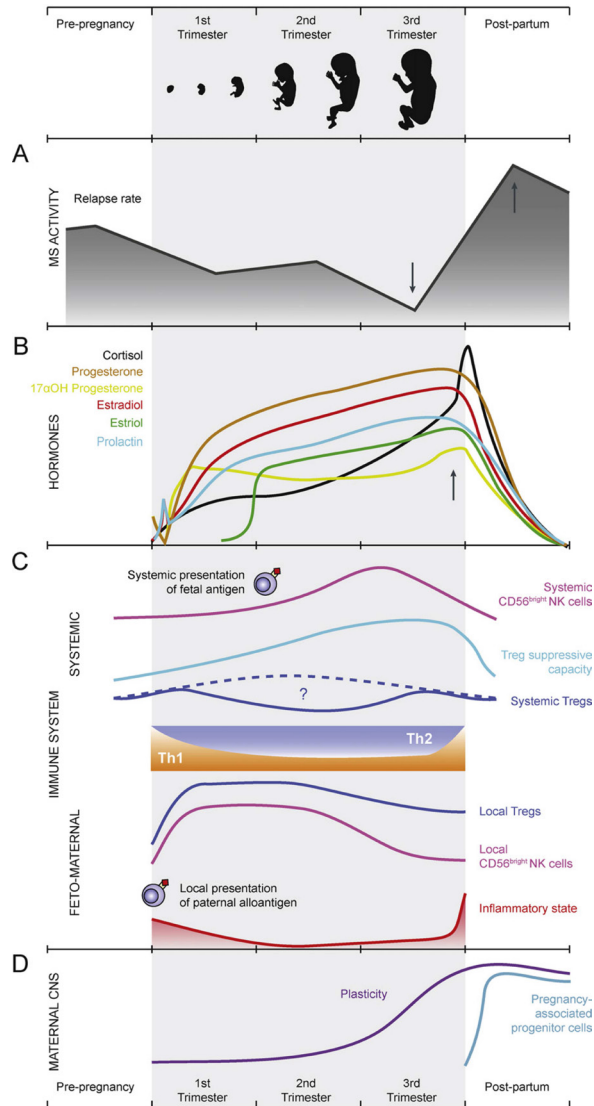 Pre-pregnancy
1st
Trimester
2nd
Trimester
3rd
Trimester
Post-partum
A
MS ACTIVITY
Relapse rate
B
HORMONES
Cortisol
Progesterone
17αOH Progesterone
Estradiol
Estriol
Prolactin
C
IMMUNE SYSTEM
SYSTEMIC
Systemic presentation
of fetal antigen
Systemic
CD56bright NK cells
Treg suppressive
capacity
?
Systemic Tregs
Th1
Th2
FETO-MATERNAL
Local Tregs
Local
CD56bright NK
cells
Local presentation
of paternal alloantigen
Inflammatory state
D
MATERNAL CNS
Plasticity
Pregnancy-
associated
progenitor cells
Pre-pregnancy
1st
Trimester
2nd
Trimester
3rd
Trimester
Post-partum